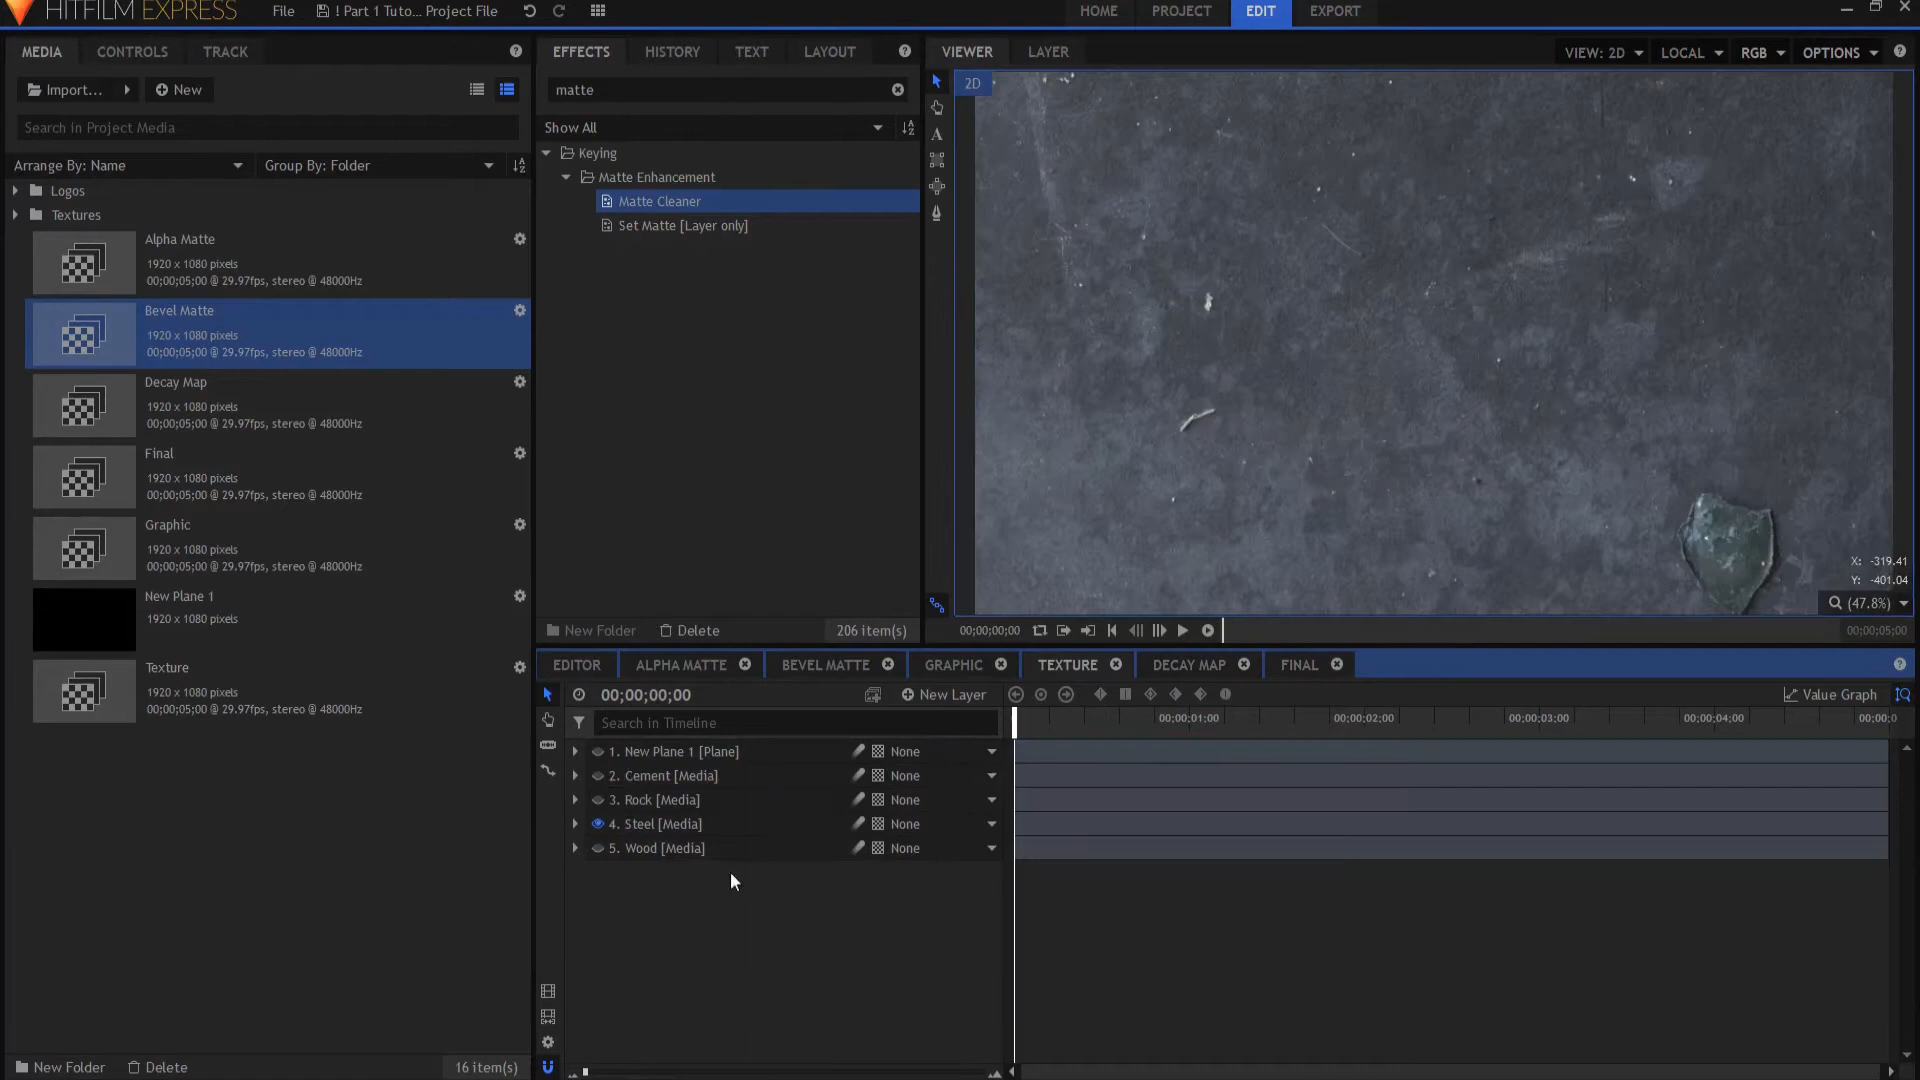 HITFILM EXPRESS
File
! Part 1 Tuto... Project File
HOME
PROJECT
EDIT
EXPORT
MEDIA
CONTROLS
TRACK
Import...
New
Search in Project Media
Arrange By: Name
Group By: Folder
Logos
Textures
Alpha Matte
1920 x 1080 pixels
00;00;05;00 @ 29.97fps, stereo @ 48000Hz
Bevel Matte
1920 x 1080 pixels
00;00;05;00 @ 29.97fps, stereo @ 48000Hz
Decay Map
1920 x 1080 pixels
00;00;05;00 @ 29.97fps, stereo @ 48000Hz
Final
1920 x 1080 pixels
00;00;05;00 @ 29.97fps, stereo @ 48000Hz
Graphic
1920 x 1080 pixels
00;00;05;00 @ 29.97fps, stereo @ 48000Hz
New Plane 1
1920 x 1080 pixels
Texture
1920 x 1080 pixels
00;00;05;00 @ 29.97fps, stereo @ 48000Hz
New Folder
Delete
16 item(s)
EFFECTS
HISTORY
TEXT
LAYOUT
matte
Show All
Keying
Matte Enhancement
Matte Cleaner
Set Matte [Layer only]
New Folder
Delete
206 item(s)
VIEWER
LAYER
VIEW: 2D
LOCAL
RGB
OPTIONS
2D
X: -319.41
Y: -401.04
(47.8%)
00;00;00;00
00;00;05;00
EDITOR
ALPHA MATTE
BEVEL MATTE
GRAPHIC
TEXTURE
DECAY MAP
FINAL
00;00;00;00
New Layer
Value Graph
Search in Timeline
00;00;01;00
00;00;02;00
00;00;03;00
00;00;04;00
00;00;0
1. New Plane 1 [Plane]
None
2. Cement [Media]
None
3. Rock [Media]
None
4. Steel [Media]
None
5. Wood [Media]
None